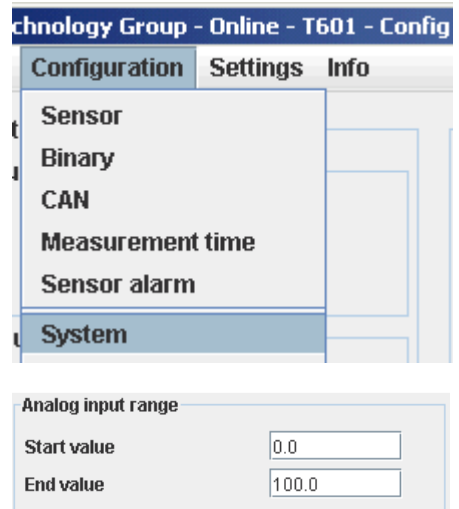 chnology Group - Online - T601 - Config
Configuration Settings Info
Sensor
Binary
CAN
Measurement time
Sensor alarm
System
Analog input range
Start value 0.0
End value 100.0